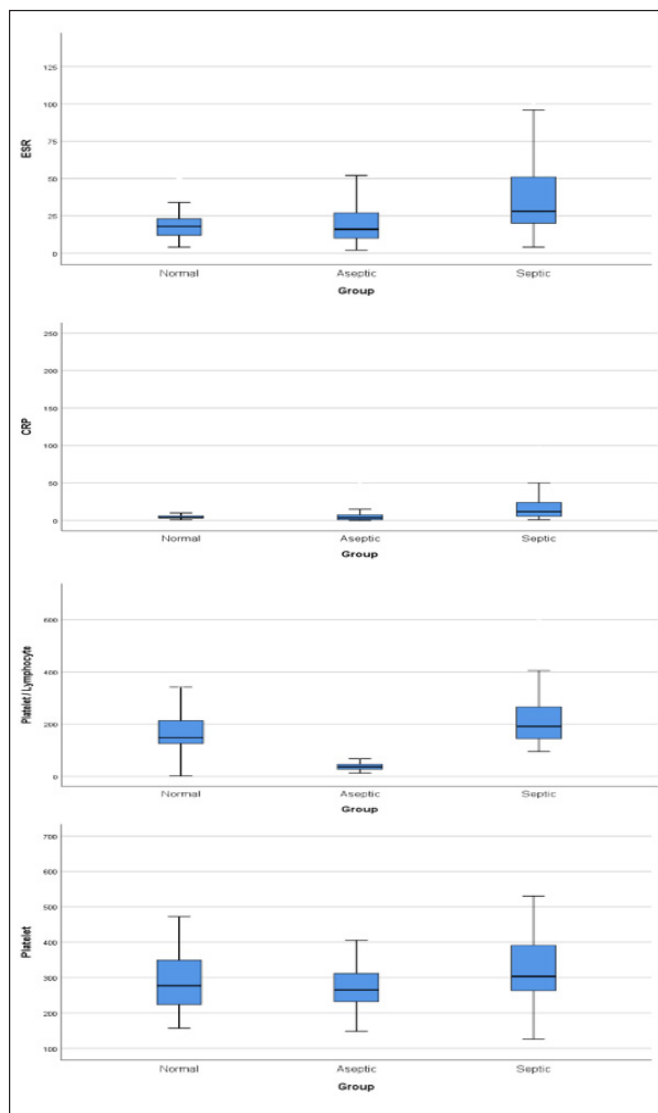 125
100
75
50
25
0
ESR
Normal Aseptic Septic
Group
250
200
150
100
50
0
CRP
Normal Aseptic Septic
Group
600
400
200
0
Platelet / Lymphocyte
Normal Aseptic Septic
Group
700
600
500
400
300
200
100
Platelet
Normal Aseptic Septic
Group